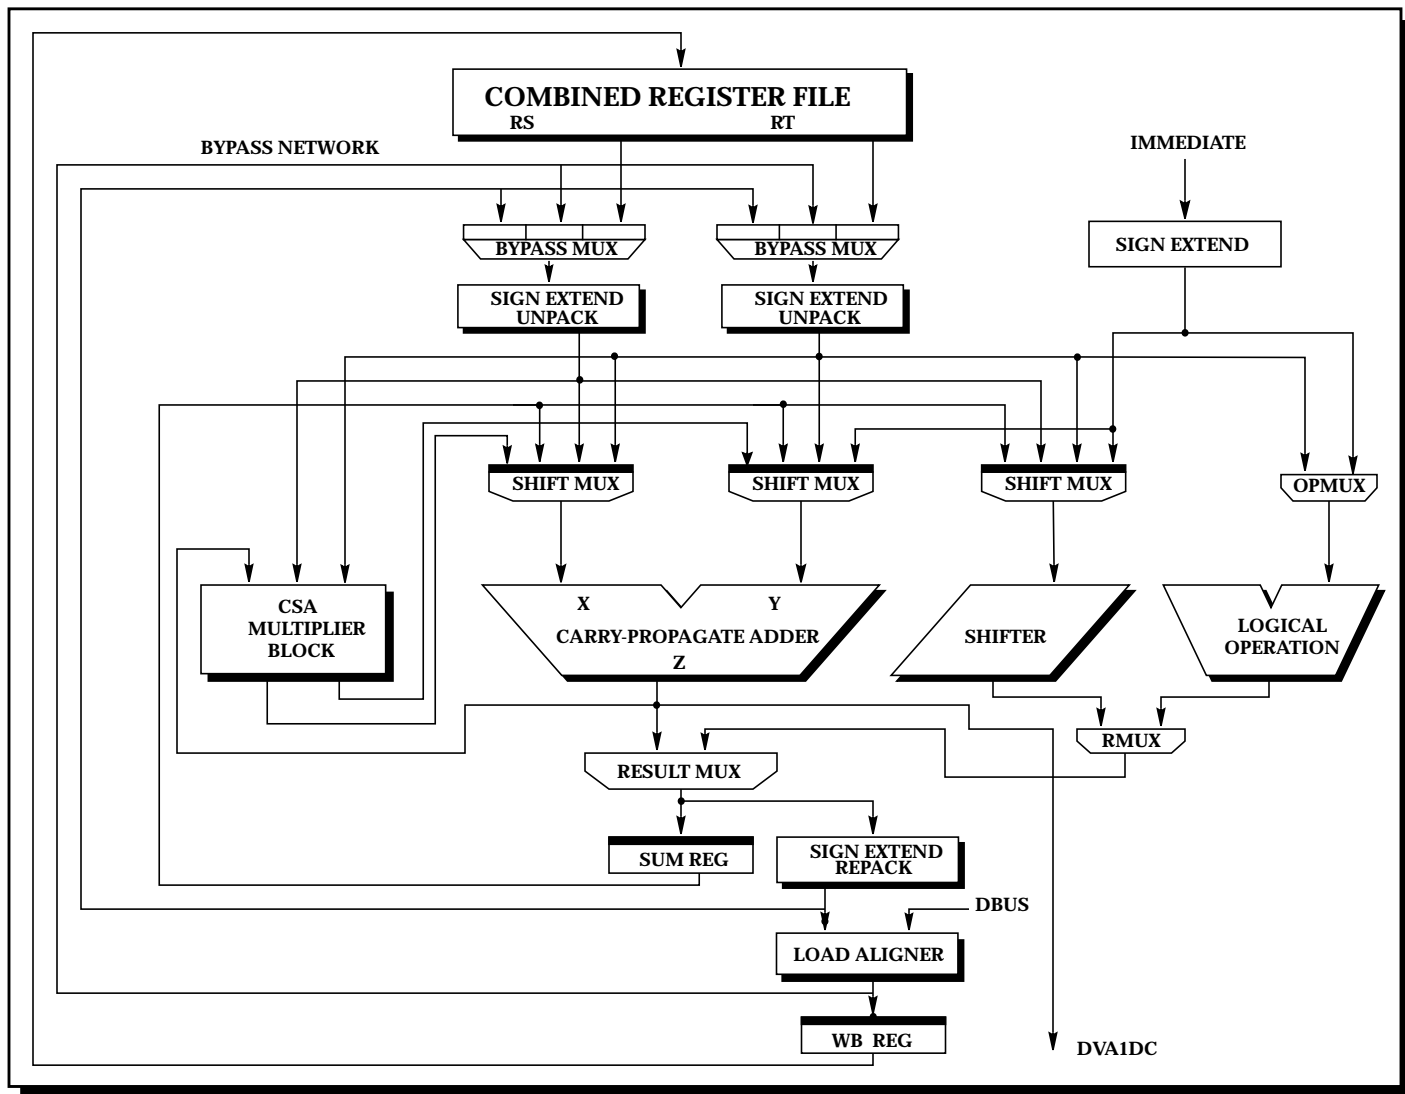 COMBINED REGISTER FILE
RS RT
BYPASS NETWORK
IMMEDIATE
BYPASS MUX
BYPASS MUX
SIGN EXTEND
SIGN EXTEND
UNPACK
SIGN EXTEND
UNPACK
SHIFT MUX
SHIFT MUX
SHIFT MUX
OPMUX
CSA
MULTIPLIER
BLOCK
X Y
CARRY-PROPAGATE ADDER
Z
SHIFTER
LOGICAL
OPERATION
RMUX
RESULT MUX
SUM REG
SIGN EXTEND
REPACK
DBUS
LOAD ALIGNER
WB REG
DVA1DC